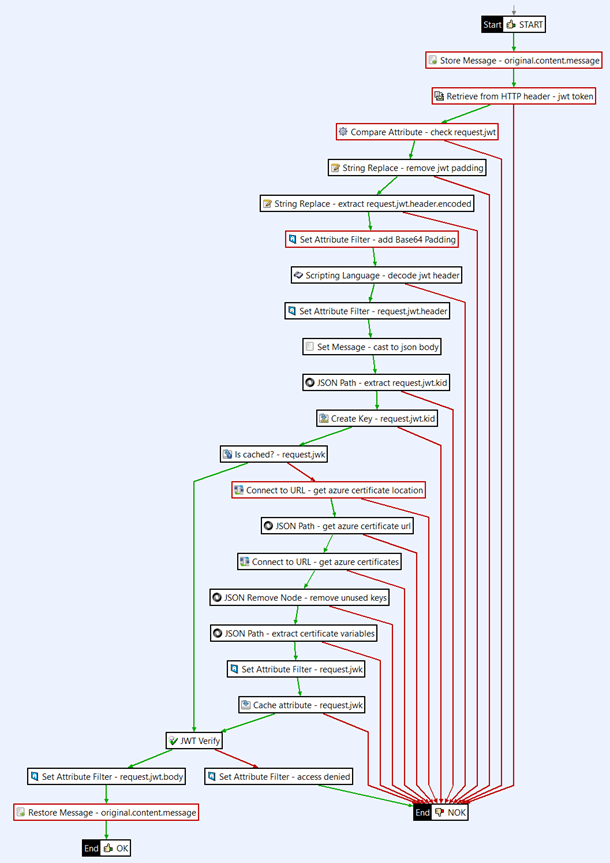 Start START
Store Message - original.content.message
Retrieve from HTTP header - jwt token
Compare Attribute - check request.jwt
String Replace - remove jwt padding
String Replace - extract request.jwt.header.encoded
Set Attribute Filter - add Base64 Padding
Scripting Language - decode jwt header
Set Attribute Filter - request.jwt.header
Set Message - cast to json body
JSON Path - extract request.jwt.kid
Create Key - request.jwt.kid
Is cached? - request.jwk
Connect to URL - get azure certificate location
JSON Path - get azure certificate url
Connect to URL - get azure certificates
JSON Remove Node - remove unused keys
JSON Path - extract certificate variables
Set Attribute Filter - request.jwk
Cache attribute - request.jwk
JWT Verify
Set Attribute Filter - request.jwt.body
Set Attribute Filter - access denied
Restore Message - original.content.message
End NOK
End OK